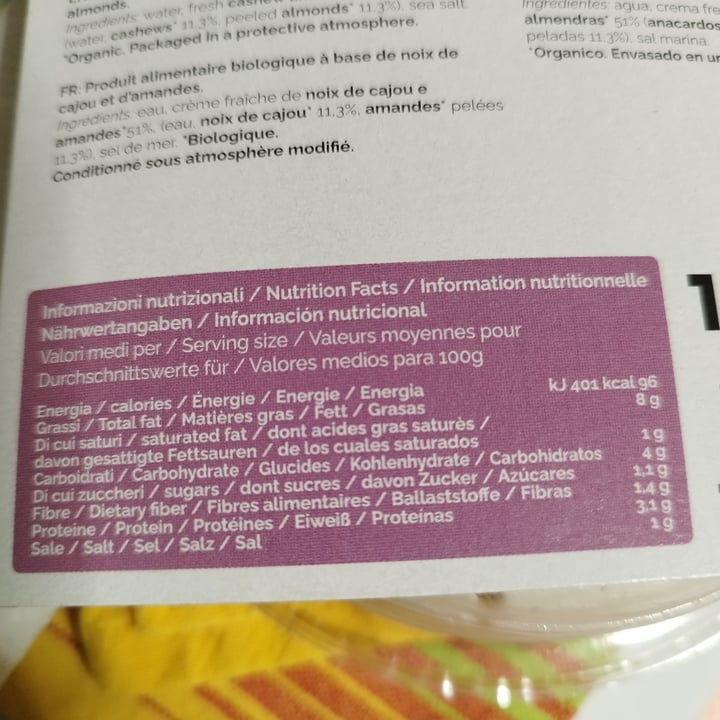 almonds.
Ingredients: water, fresh
(water, cashews* 11.3%, peeled almonds* 11.3%), sea salt.
*Organic. Packaged in a protective atmosphere.
FR: Produit alimentaire biologique à base de noix de
cajou et d'amandes.
Ingrédients: eau, crème fraîche de noix de cajou e
amandes*51%, (eau, noix de cajou* 11,3%, amandes* pelées
11,3%), sel de mer. *Biologique.
Conditionné sous atmosphère modifié.
Ingredientes: agua, crema fre
almendras* 51% (anacardos
peladas 11,3%), sal marina.
*Organico. Envasado en
Informazioni nutrizionali / Nutrition Facts / Information nutritionnelle
Nährwertangaben / Información nutricional
Valori medi per / Serving size / Valeurs moyennes pour
Durchschnittswerte für / Valores medios para 100g
Energia / calories / Énergie / Energie / Energia kJ 401 kcal 96
Grassi / Total fat / Matières gras / Fett / Grasas 8 g
Di cui saturi / saturated fat / dont acides gras saturès /
davon gesattigte Fettsauren / de los cuales saturados 1 g
Carboidrati / Carbohydrate / Glucides / Kohlenhydrate / Carbohidratos 4 g
Di cui zuccheri / sugars / dont sucres / davon Zucker / Azúcares 1,1 g
Fibre / Dietary fiber / Fibres alimentaires / Ballaststoffe / Fibras 1,4 g
Proteine / Protein / Protéines / Eiweiß / Proteínas 3,1 g
Sale / Salt / Sel / Salz / Sal 1 g